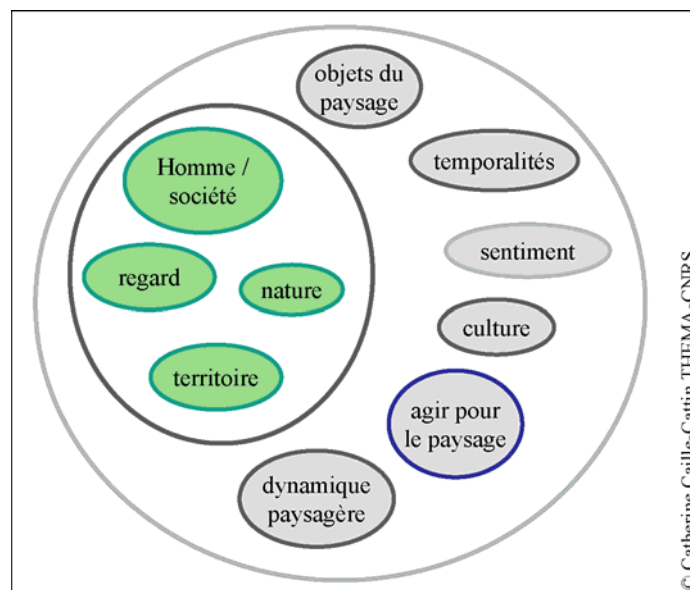 objets du
paysage
Homme /
société
temporalités
regard
nature
sentiment
culture
territoire
agir pour
le paysage
dynamique
paysagère
© Catherine Caille-Cattin THEMA-CNRS